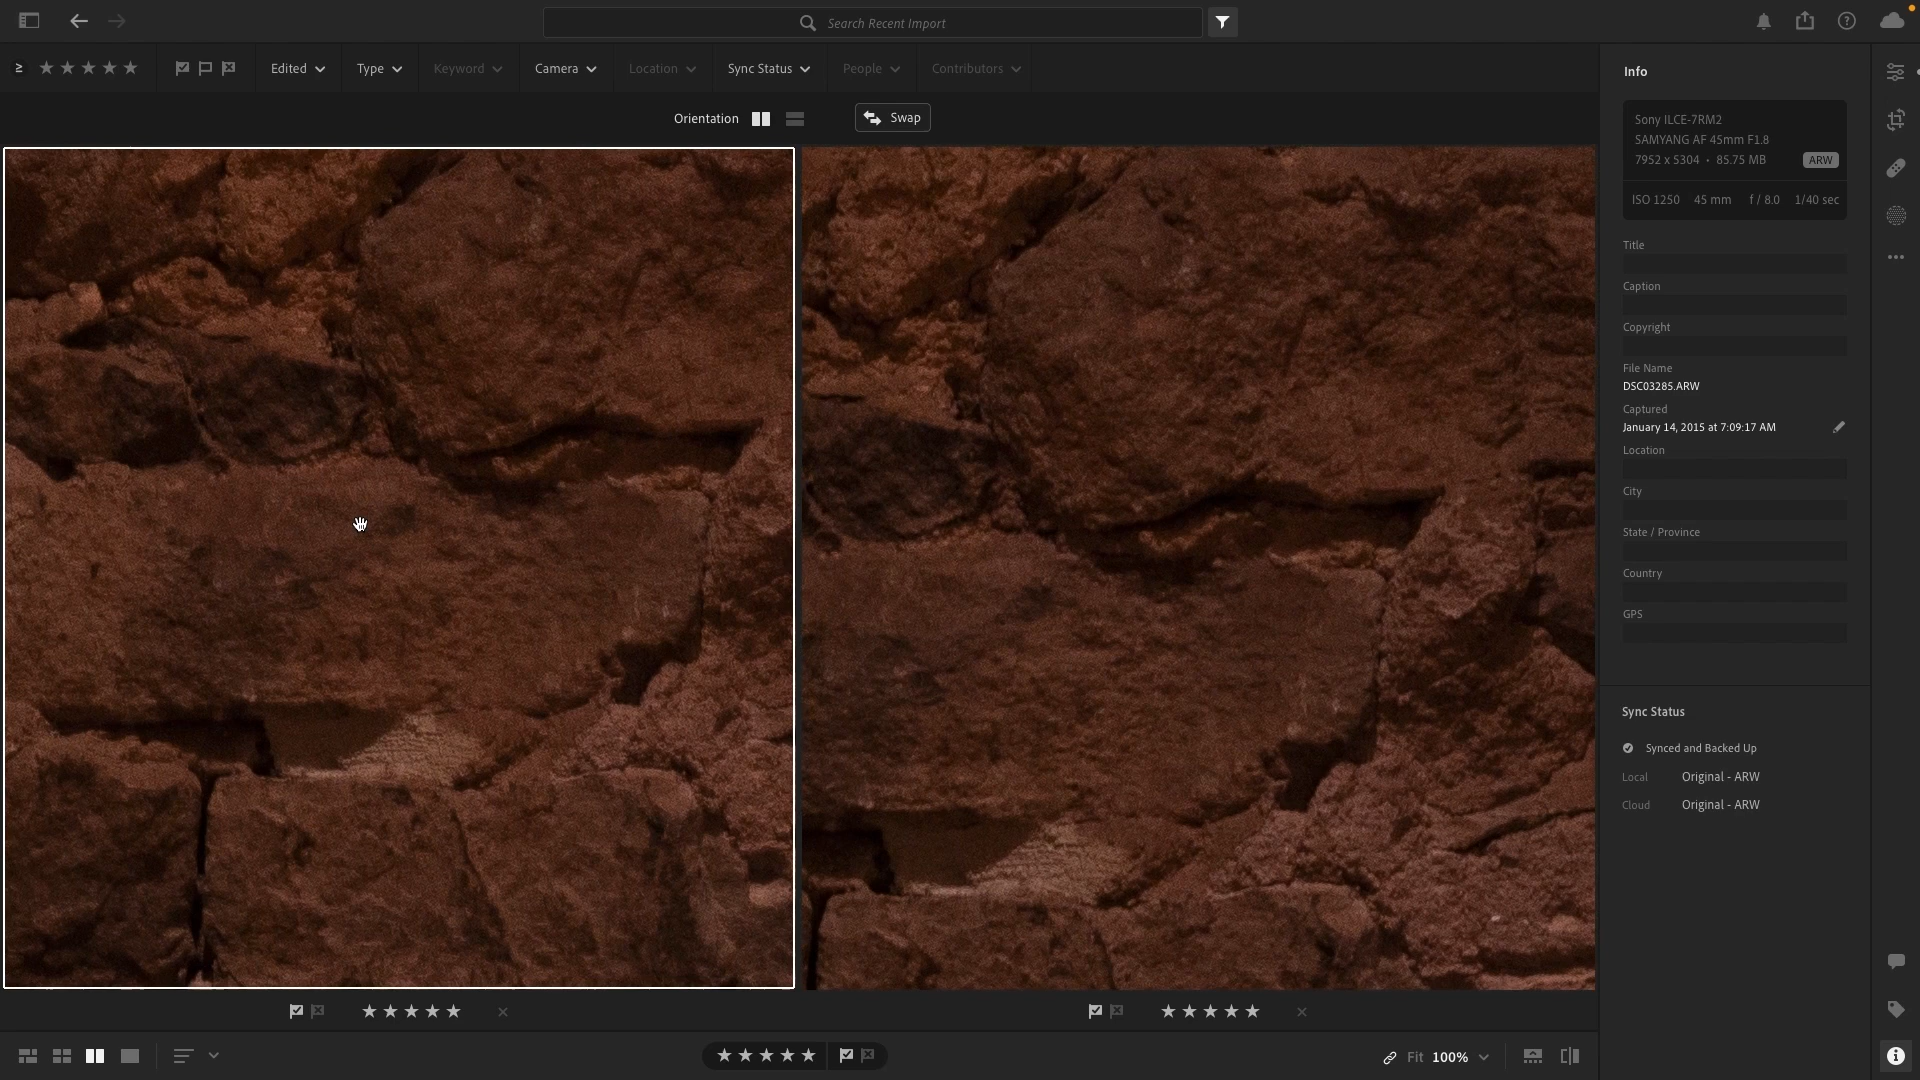 Search Recent Import
≥
Edited
Type
Keyword
Camera
Location
Sync Status
People
Contributors
Orientation
Swap
Info
Sony ILCE-7RM2
SAMYANG AF 45mm F1.8
7952 x 5304 • 85.75 MB
ARW
ISO 1250 45 mm f / 8.0 1/40 sec
Title
Caption
Copyright
File Name
DSC03285.ARW
Captured
January 14, 2015 at 7:09:17 AM
Location
City
State / Province
Country
GPS
Sync Status
Synced and Backed Up
Local Original - ARW
Cloud Original - ARW
Fit 100%